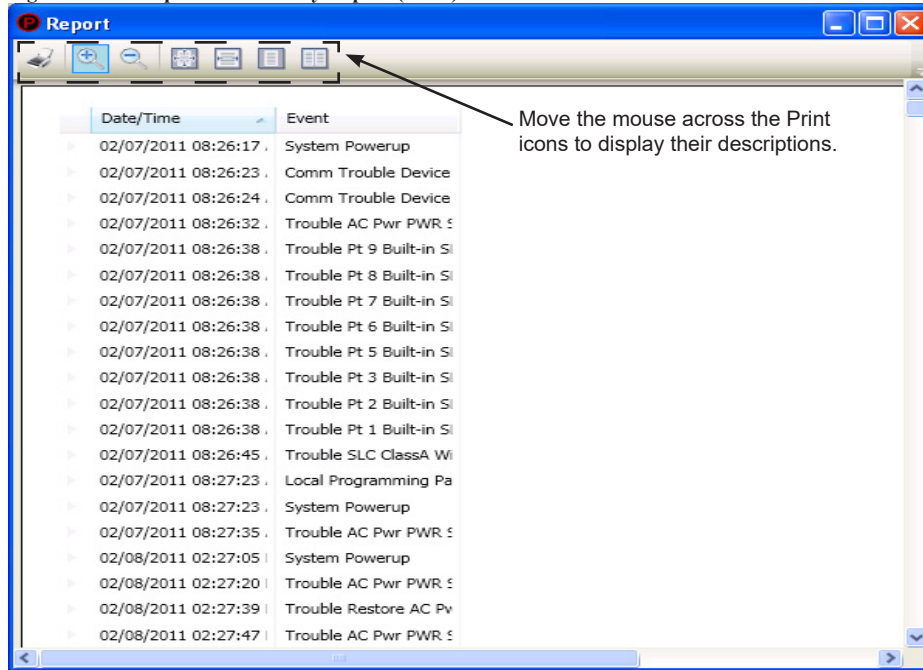 Report
Move the mouse across the Print
icons to display their descriptions.
Date/Time Event
02/07/2011 08:26:17 System Powerup
02/07/2011 08:26:23 Comm Trouble Device
02/07/2011 08:26:24 Comm Trouble Device
02/07/2011 08:26:32 Trouble AC Pwr PWR
02/07/2011 08:26:38 Trouble Pt 9 Built-in
02/07/2011 08:26:38 Trouble Pt 8 Built-in
02/07/2011 08:26:38 Trouble Pt 7 Built-in
02/07/2011 08:26:38 Trouble Pt 6 Built-in
02/07/2011 08:26:38 Trouble Pt 5 Built-in
02/07/2011 08:26:38 Trouble Pt 3 Built-in
02/07/2011 08:26:38 Trouble Pt 2 Built-in
02/07/2011 08:26:38 Trouble Pt 1 Built-in
02/07/2011 08:26:45 Trouble SLC ClassA Wi
02/07/2011 08:27:23 Local Programming Pa
02/07/2011 08:27:23 System Powerup
02/07/2011 08:27:35 Trouble AC Pwr PWR
02/08/2011 02:27:05 System Powerup
02/08/2011 02:27:20 Trouble AC Pwr PWR
02/08/2011 02:27:39 Trouble Restore AC
02/08/2011 02:27:47 Trouble AC Pwr PWR